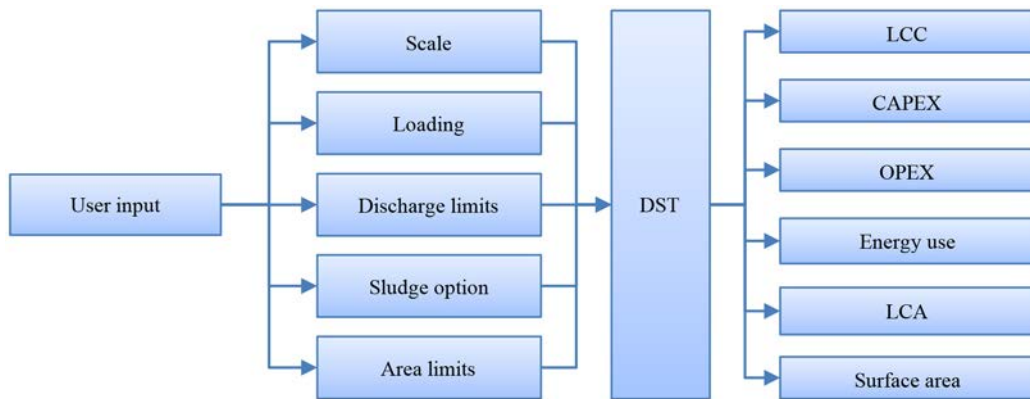 User input
Scale
Loading
Discharge limits
Sludge option
Area limits
DST
LCC
CAPEX
OPEX
Energy use
LCA
Surface area